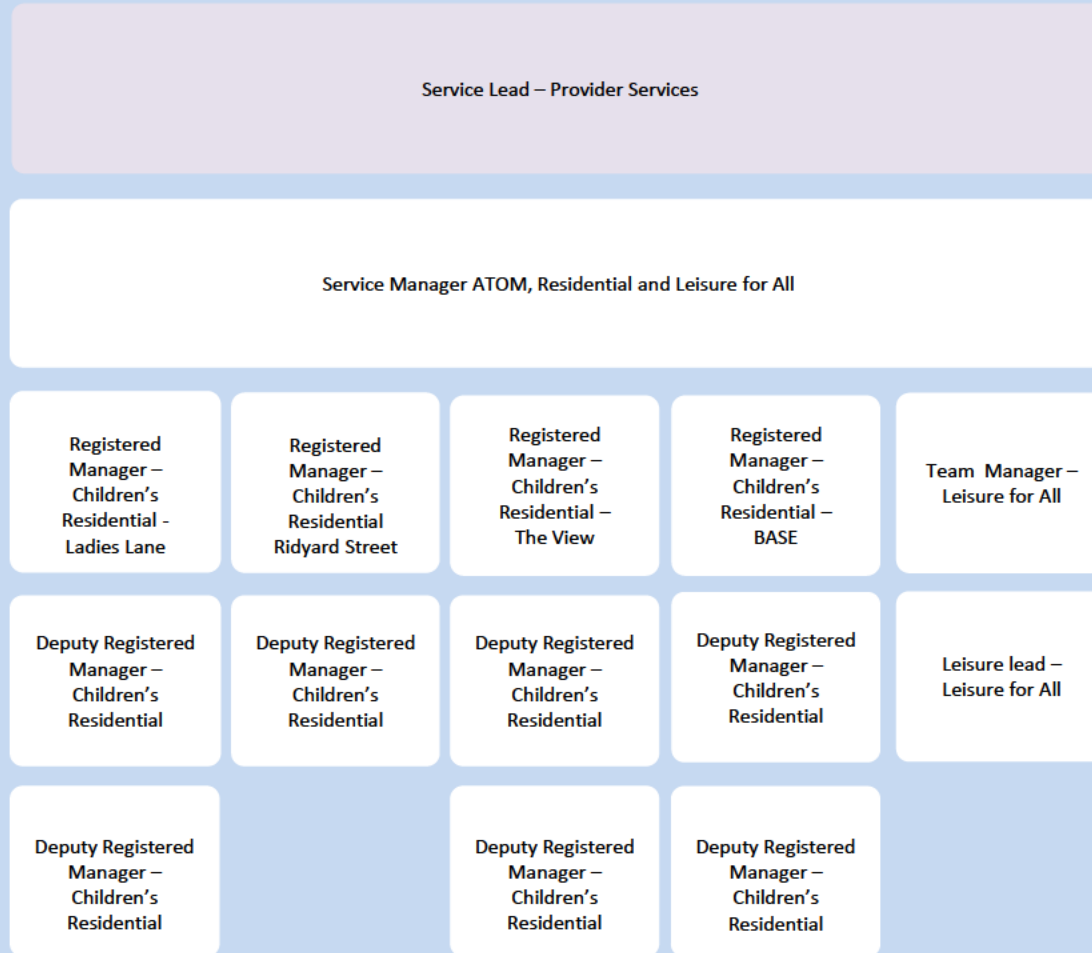 Service Lead – Provider Services
Service Manager ATOM, Residential and Leisure for All
Registered
Manager –
Children's
Residential -
Ladies Lane
Registered
Manager –
Children's
Residential
Ridyard Street
Registered
Manager –
Children's
Residential –
The View
Registered
Manager –
Children's
Residential –
BASE
Team  Manager –
Leisure for All
Deputy Registered
Manager –
Children's
Residential
Deputy Registered
Manager –
Children's
Residential
Deputy Registered
Manager –
Children's
Residential
Deputy Registered
Manager –
Children's
Residential
Leisure lead –
Leisure for All
Deputy Registered
Manager –
Children's
Residential
Deputy Registered
Manager –
Children's
Residential
Deputy Registered
Manager –
Children's
Residential